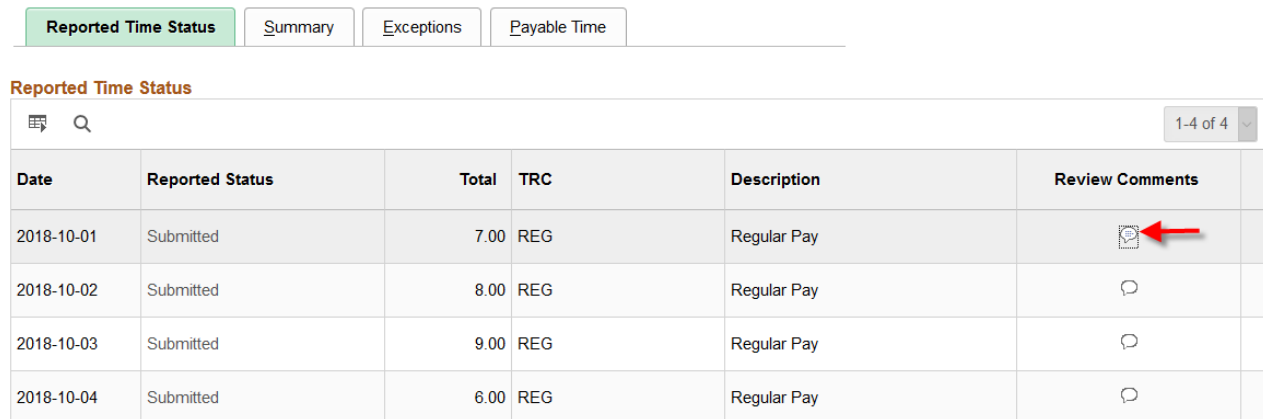 Reported Time Status Summary Exceptions Payable Time
Reported Time Status
1-4 of 4
Date Reported Status Total TRC Description Review Comments
2018-10-01 Submitted 7.00 REG Regular Pay
2018-10-02 Submitted 8.00 REG Regular Pay
2018-10-03 Submitted 9.00 REG Regular Pay
2018-10-04 Submitted 6.00 REG Regular Pay